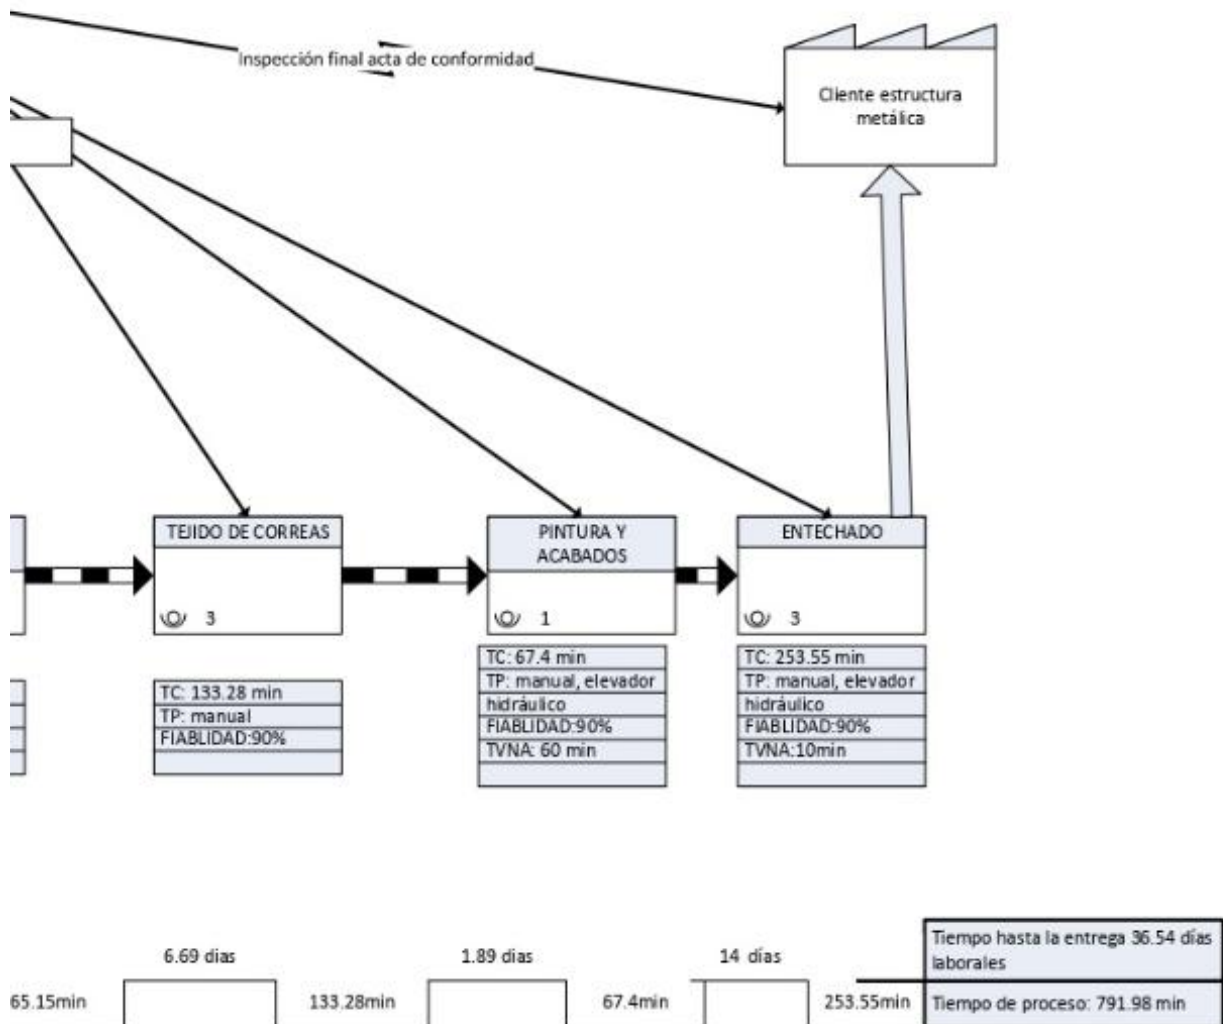 Inspección final acta de conformidad
Cliente estructura
metálica
TEJIDO DE CORREAS
3
PINTURA Y
ACABADOS
1
ENTECHADO
3
TC: 133.28 min
TP: manual
FIABLIDAD:90%
TC: 67.4 min
TP: manual, elevador
hidráulico
FIABLIDAD:90%
TVNA: 60 min
TC: 253.55 min
TP: manual, elevador
hidráulico
FIABLIDAD:90%
TVNA:10min
6.69 dias
1.89 dias
14 días
65.15min
133.28min
67.4min
253.55min
Tiempo hasta la entrega 36.54 días
laborales
Tiempo de proceso: 791.98 min